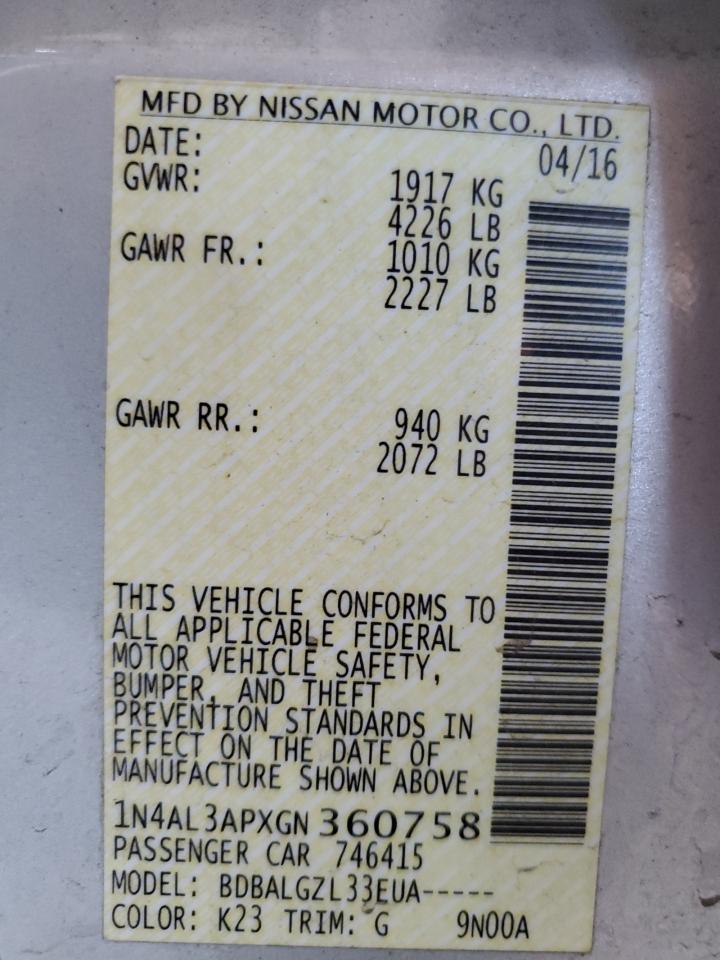 MFD BY NISSAN MOTOR CO., LTD.
DATE: 04/16
GVWR: 1917 KG
4226 LB
GAWR FR.: 1010 KG
2227 LB
GAWR RR.: 940 KG
2072 LB
THIS VEHICLE CONFORMS TO
ALL APPLICABLE FEDERAL
MOTOR VEHICLE SAFETY,
BUMPER, AND THEFT
PREVENTION STANDARDS IN
EFFECT ON THE DATE OF
MANUFACTURE SHOWN ABOVE.
1N4AL3APXGN 360758
PASSENGER CAR 746415
MODEL: BDBALGZL33EUA-----
COLOR: K23 TRIM: G 9N00A